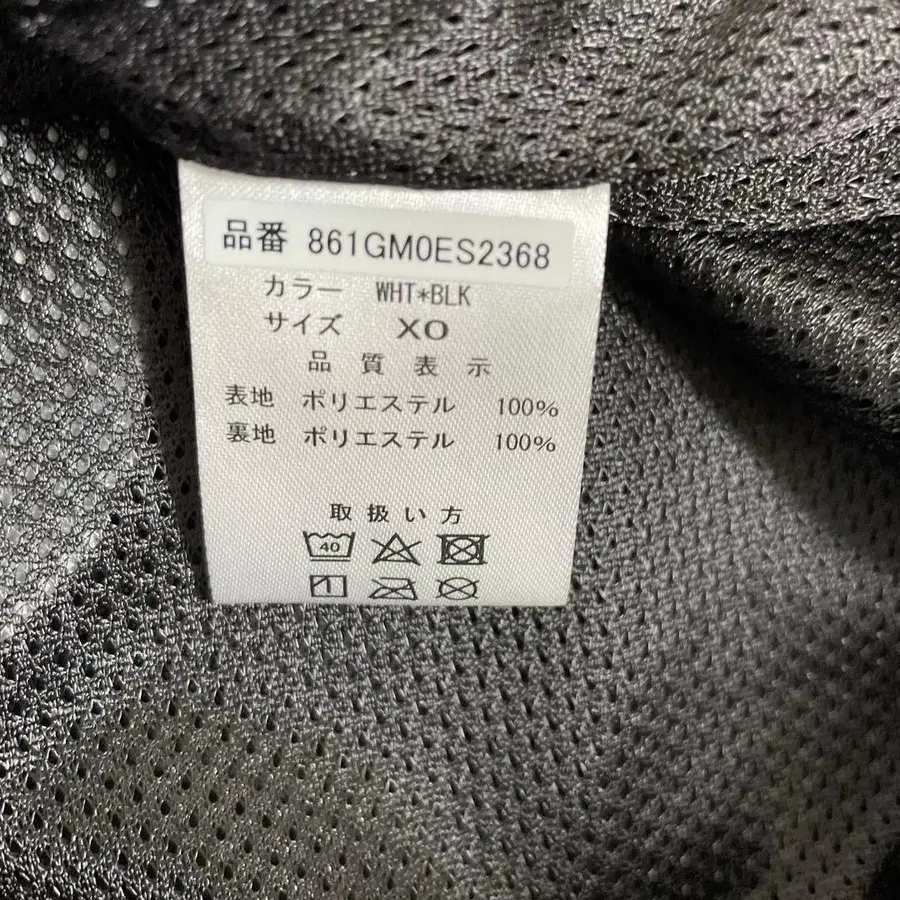 品番 861GM0ES2368
カラー WHT*BLK
サイズ XO
品質表示
表地 ポリエステル 100%
裏地 ポリエステル 100%
取扱い方
40